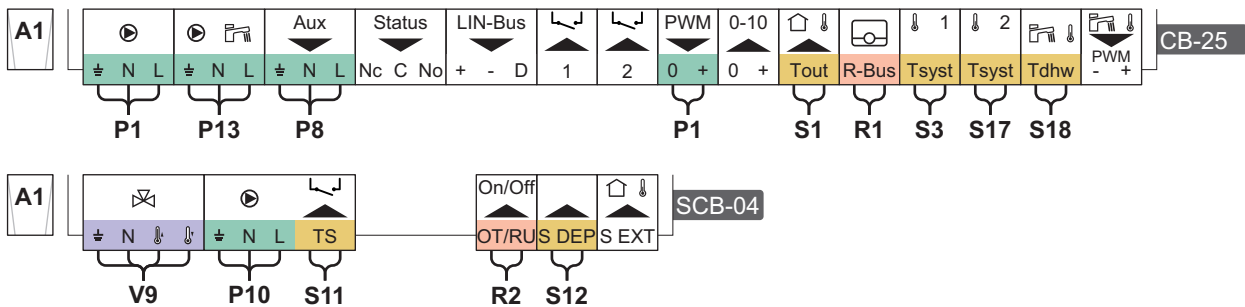 A1 Aux Status LIN-Bus PWM 0-10 1 2 CB-25
N L N L N L Nc C No + - D 1 2 0 + 0 + Tout R-Bus Tsyst Tsyst Tdhw PWM - +
P1 P13 P8 P1 S1 R1 S3 S17 S18
A1 On/Off SCB-04
N N L TS OT/RU S DEP S EXT
V9 P10 S11 R2 S12